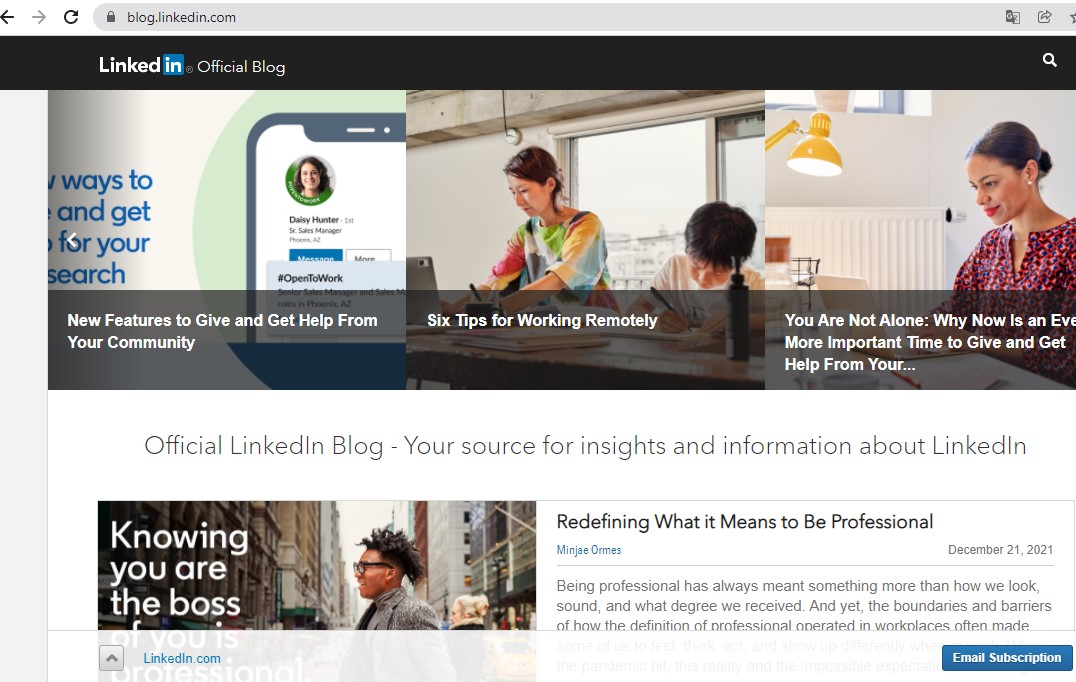 blog.linkedin.com
Linked in ® Official Blog
w ways to
e and get
for your
search
#OPENTOWORK
Daisy Hunter · 1st
Sr. Sales Manager
Phoenix, AZ
Message More
#OpenToWork
Senior Sales Manager and Sales M
roles in Phoenix, AZ
New Features to Give and Get Help From
Your Community
Six Tips for Working Remotely
You Are Not Alone: Why Now Is an Eve
More Important Time to Give and Get
Help From Your...
Official LinkedIn Blog - Your source for insights and information about LinkedIn
Knowing
you are
the boss
of you is
professional.
Redefining What it Means to Be Professional
Minjae Ormes December 21, 2021
Being professional has always meant something more than how we look,
sound, and what degree we received. And yet, the boundaries and barriers
of how the definition of professional operated in workplaces often made
some of us to feel, think, act, and show up differently
the pandemic hit, this reality and the impossible
LinkedIn.com
Email Subscription